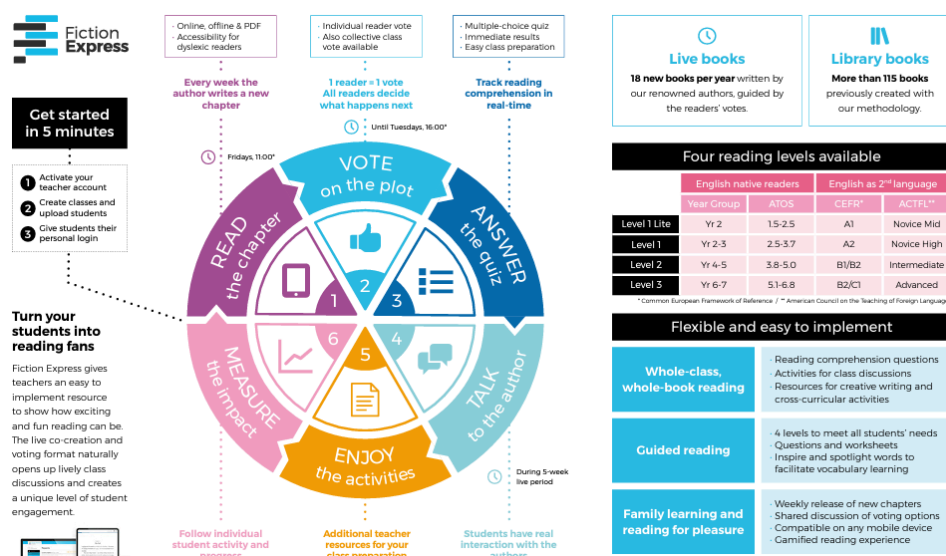 Fiction
Express
Get started
in 5 minutes
1 Activate your
teacher account
2 Create classes and
upload students
3 Give students their
personal login
Turn your
students into
reading fans
Fiction Express gives
teachers an easy to
implement resource
to show how exciting
and fun reading can be.
The live co-creation and
voting format naturally
opens up lively class
discussions and creates
a unique level of student
engagement.
· Online, offline & PDF
· Accessibility for
dyslexic readers
Every week the
author writes a new
chapter
Fridays, 11:00*
· Individual reader vote
· Also collective class
vote available
1 reader = 1 vote
All readers decide
what happens next
Until Tuesdays, 16:00*
· Multiple-choice quiz
· Immediate results
· Easy class preparation
Track reading
comprehension in
real-time
READ
the chapter
1
VOTE
on the plot
2
ANSWER
the quiz
3
TALK
to the author
4
ENJOY
the activities
5
MEASURE
the impact
6
During 5-week
live period
Follow individual
student activity and
progress
Additional teacher
resources for your
class preparation
Students have real
interaction with the
authors
Live books
18 new books per year written by
our renowned authors, guided by
the readers' votes.
Library books
More than 115 books
previously created with
our methodology.
Four reading levels available
English native readers English as 2nd language
Year Group ATOS CEFR* ACTFL**
Level 1 Lite Yr 2 1.5-2.5 A1 Novice Mid
Level 1 Yr 2-3 2.5-3.7 A2 Novice High
Level 2 Yr 4-5 3.8-5.0 B1/B2 Intermediate
Level 3 Yr 6-7 5.1-6.8 B2/C1 Advanced
* Common European Framework of Reference / ** American Council on the Teaching of Foreign Language
Flexible and easy to implement
Whole-class,
whole-book reading
· Reading comprehension questions
· Activities for class discussions
· Resources for creative writing and
cross-curricular activities
Guided reading
· 4 levels to meet all students' needs
· Questions and worksheets
· Inspire and spotlight words to
facilitate vocabulary learning
Family learning and
reading for pleasure
· Weekly release of new chapters
· Shared discussion of voting options
· Compatible on any mobile device
· Gamified reading experience